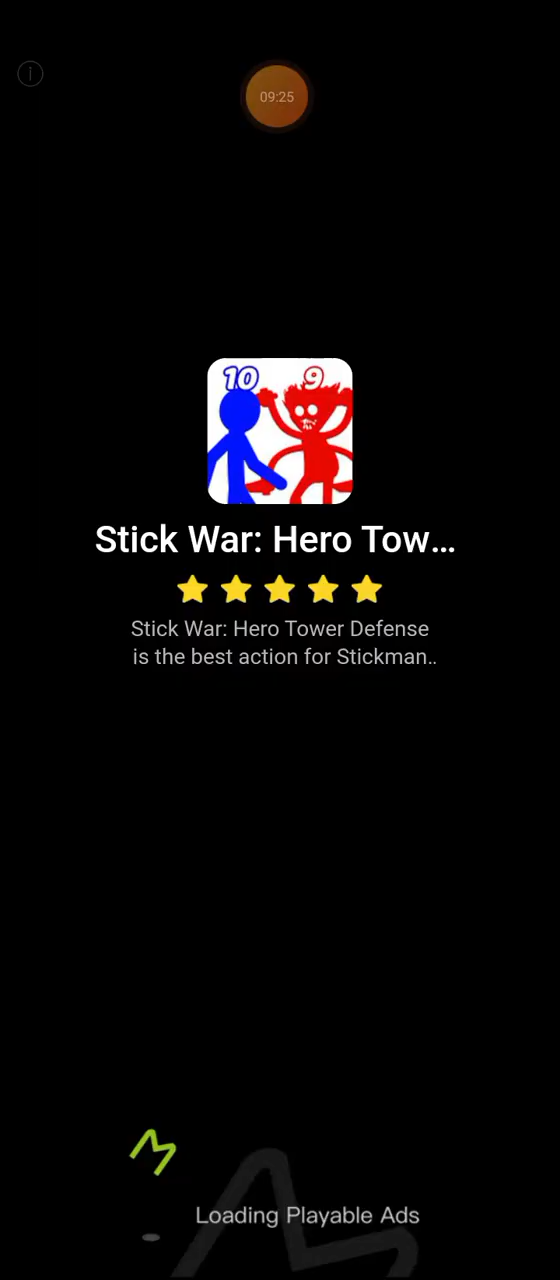 09:25
10 9
Stick War: Hero Tow...
Stick War: Hero Tower Defense
is the best action for Stickman..
Loading Playable Ads